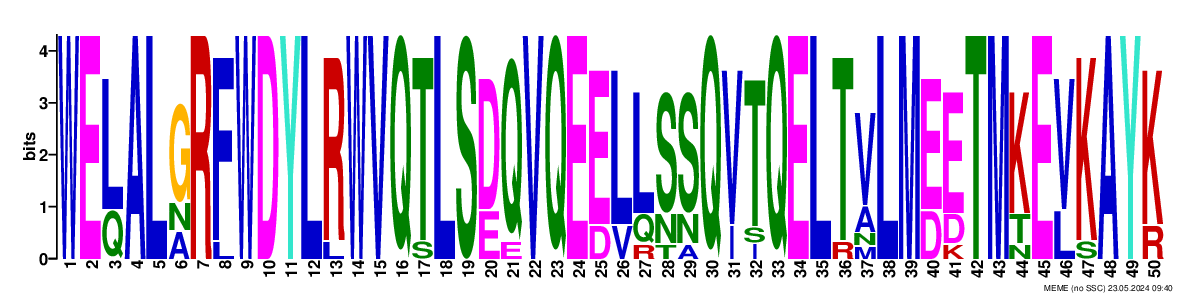 bits
4
3
2
1
0
W E L A L G R F W D Y L R W V Q T L S D Q V Q E E L L S S Q V T Q E L T V L M E E T M K E V K A Y K
Q N L L S E E D V Q N N I S R A D D T L S R
A R T A I N K N
M
1 2 3 4 5 6 7 8 9 10 11 12 13 14 15 16 17 18 19 20 21 22 23 24 25 26 27 28 29 30 31 32 33 34 35 36 37 38 39 40 41 42 43 44 45 46 47 48 49 50
MEME (no SSC) 23.05.2024 09:40